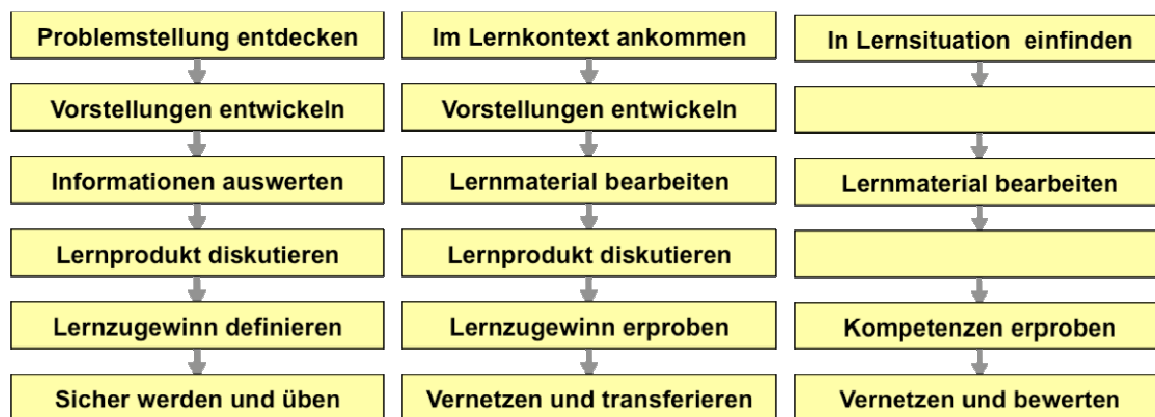 Problemstellung entdecken
Vorstellungen entwickeln
Informationen auswerten
Lernprodukt diskutieren
Lernzugewinn definieren
Sicher werden und üben
Im Lernkontext ankommen
Vorstellungen entwickeln
Lernmaterial bearbeiten
Lernprodukt diskutieren
Lernzugewinn erproben
Vernetzen und transferieren
In Lernsituation einfinden
Lernmaterial bearbeiten
Kompetenzen erproben
Vernetzen und bewerten